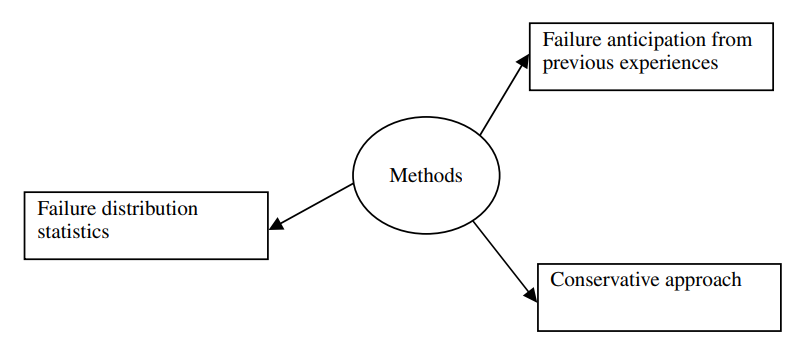 Failure anticipation from
previous experiences
Methods
Failure distribution
statistics
Conservative approach